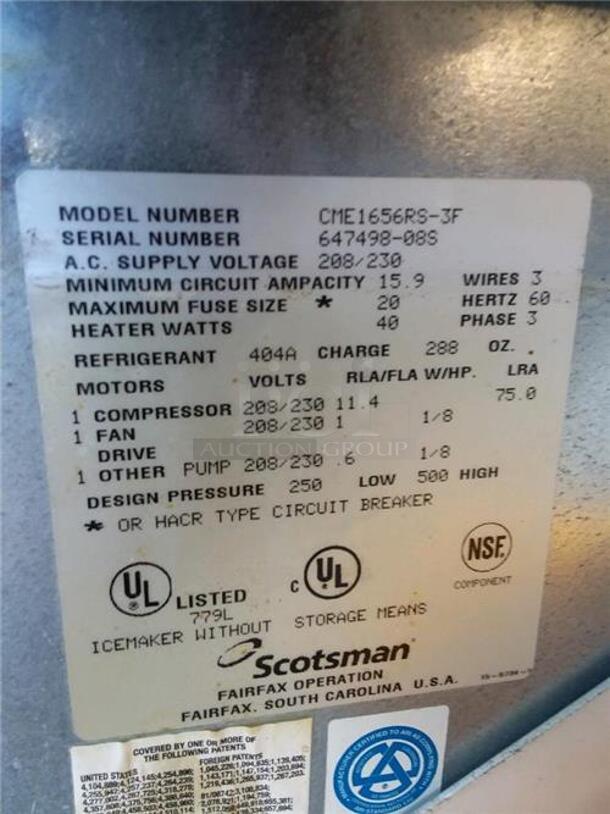 MODEL NUMBER CME1656RS-3F
SERIAL NUMBER 647498-08S
A.C. SUPPLY VOLTAGE 208/230
MINIMUM CIRCUIT AMPACITY 15.9 WIRES 3
MAXIMUM FUSE SIZE * 20 HERTZ 60
HEATER WATTS 40 PHASE 3
REFRIGERANT 404A CHARGE 288 OZ.
MOTORS VOLTS RLA/FLA W/HP. LRA
1 COMPRESSOR 208/230 11.4 75.0
1 FAN 208/230 1 1/8
DRIVE
1 OTHER PUMP 208/230 .6 1/8
DESIGN PRESSURE 250 LOW 500 HIGH
* OR HACR TYPE CIRCUIT BREAKER
AUCTION GROUP
UL LISTED
C UL
NSF
COMPONENT
779L
ICEMAKER WITHOUT STORAGE MEANS
Scotsman
FAIRFAX OPERATION
FAIRFAX, SOUTH CAROLINA U.S.A.
COVERED BY ONE OR MORE OF
THE FOLLOWING PATENTS
UNITED STATES FOREIGN PATENTS